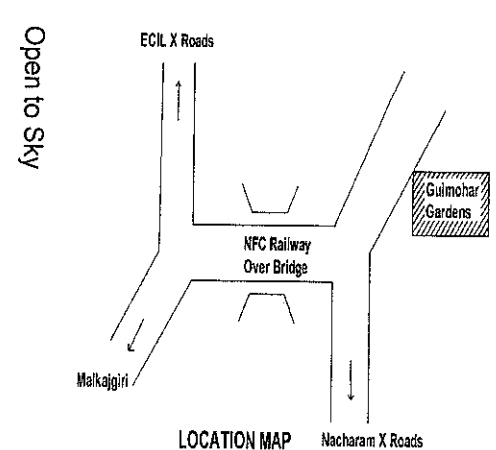 ECIL X Roads
Open to Sky
Gulmohar
Gardens
NFC Railway
Over Bridge
Malkajgiri
LOCATION MAP
Nacharam X Roads